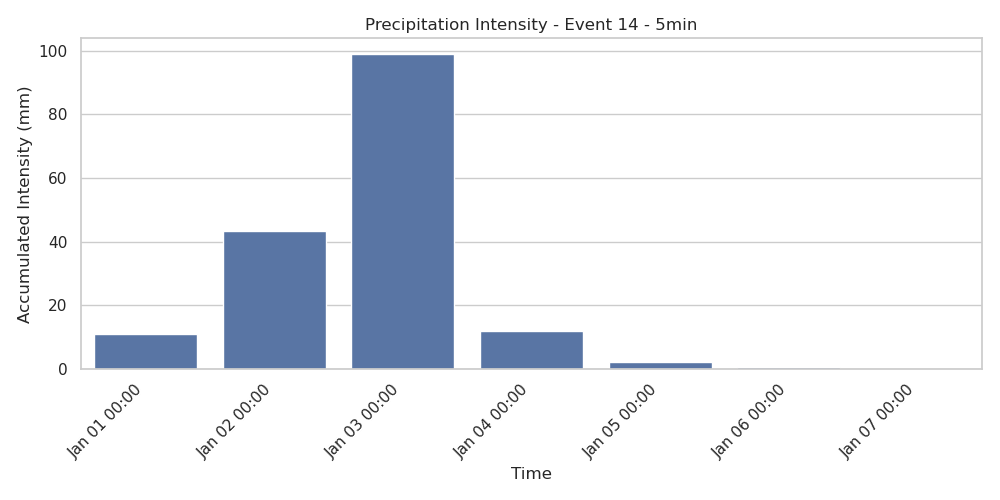 Precipitation Intensity - Event 14 - 5min
Accumulated Intensity (mm)
100
80
60
40
20
0
Jan 01 00:00
Jan 02 00:00
Jan 03 00:00
Jan 04 00:00
Jan 05 00:00
Jan 06 00:00
Jan 07 00:00
Time